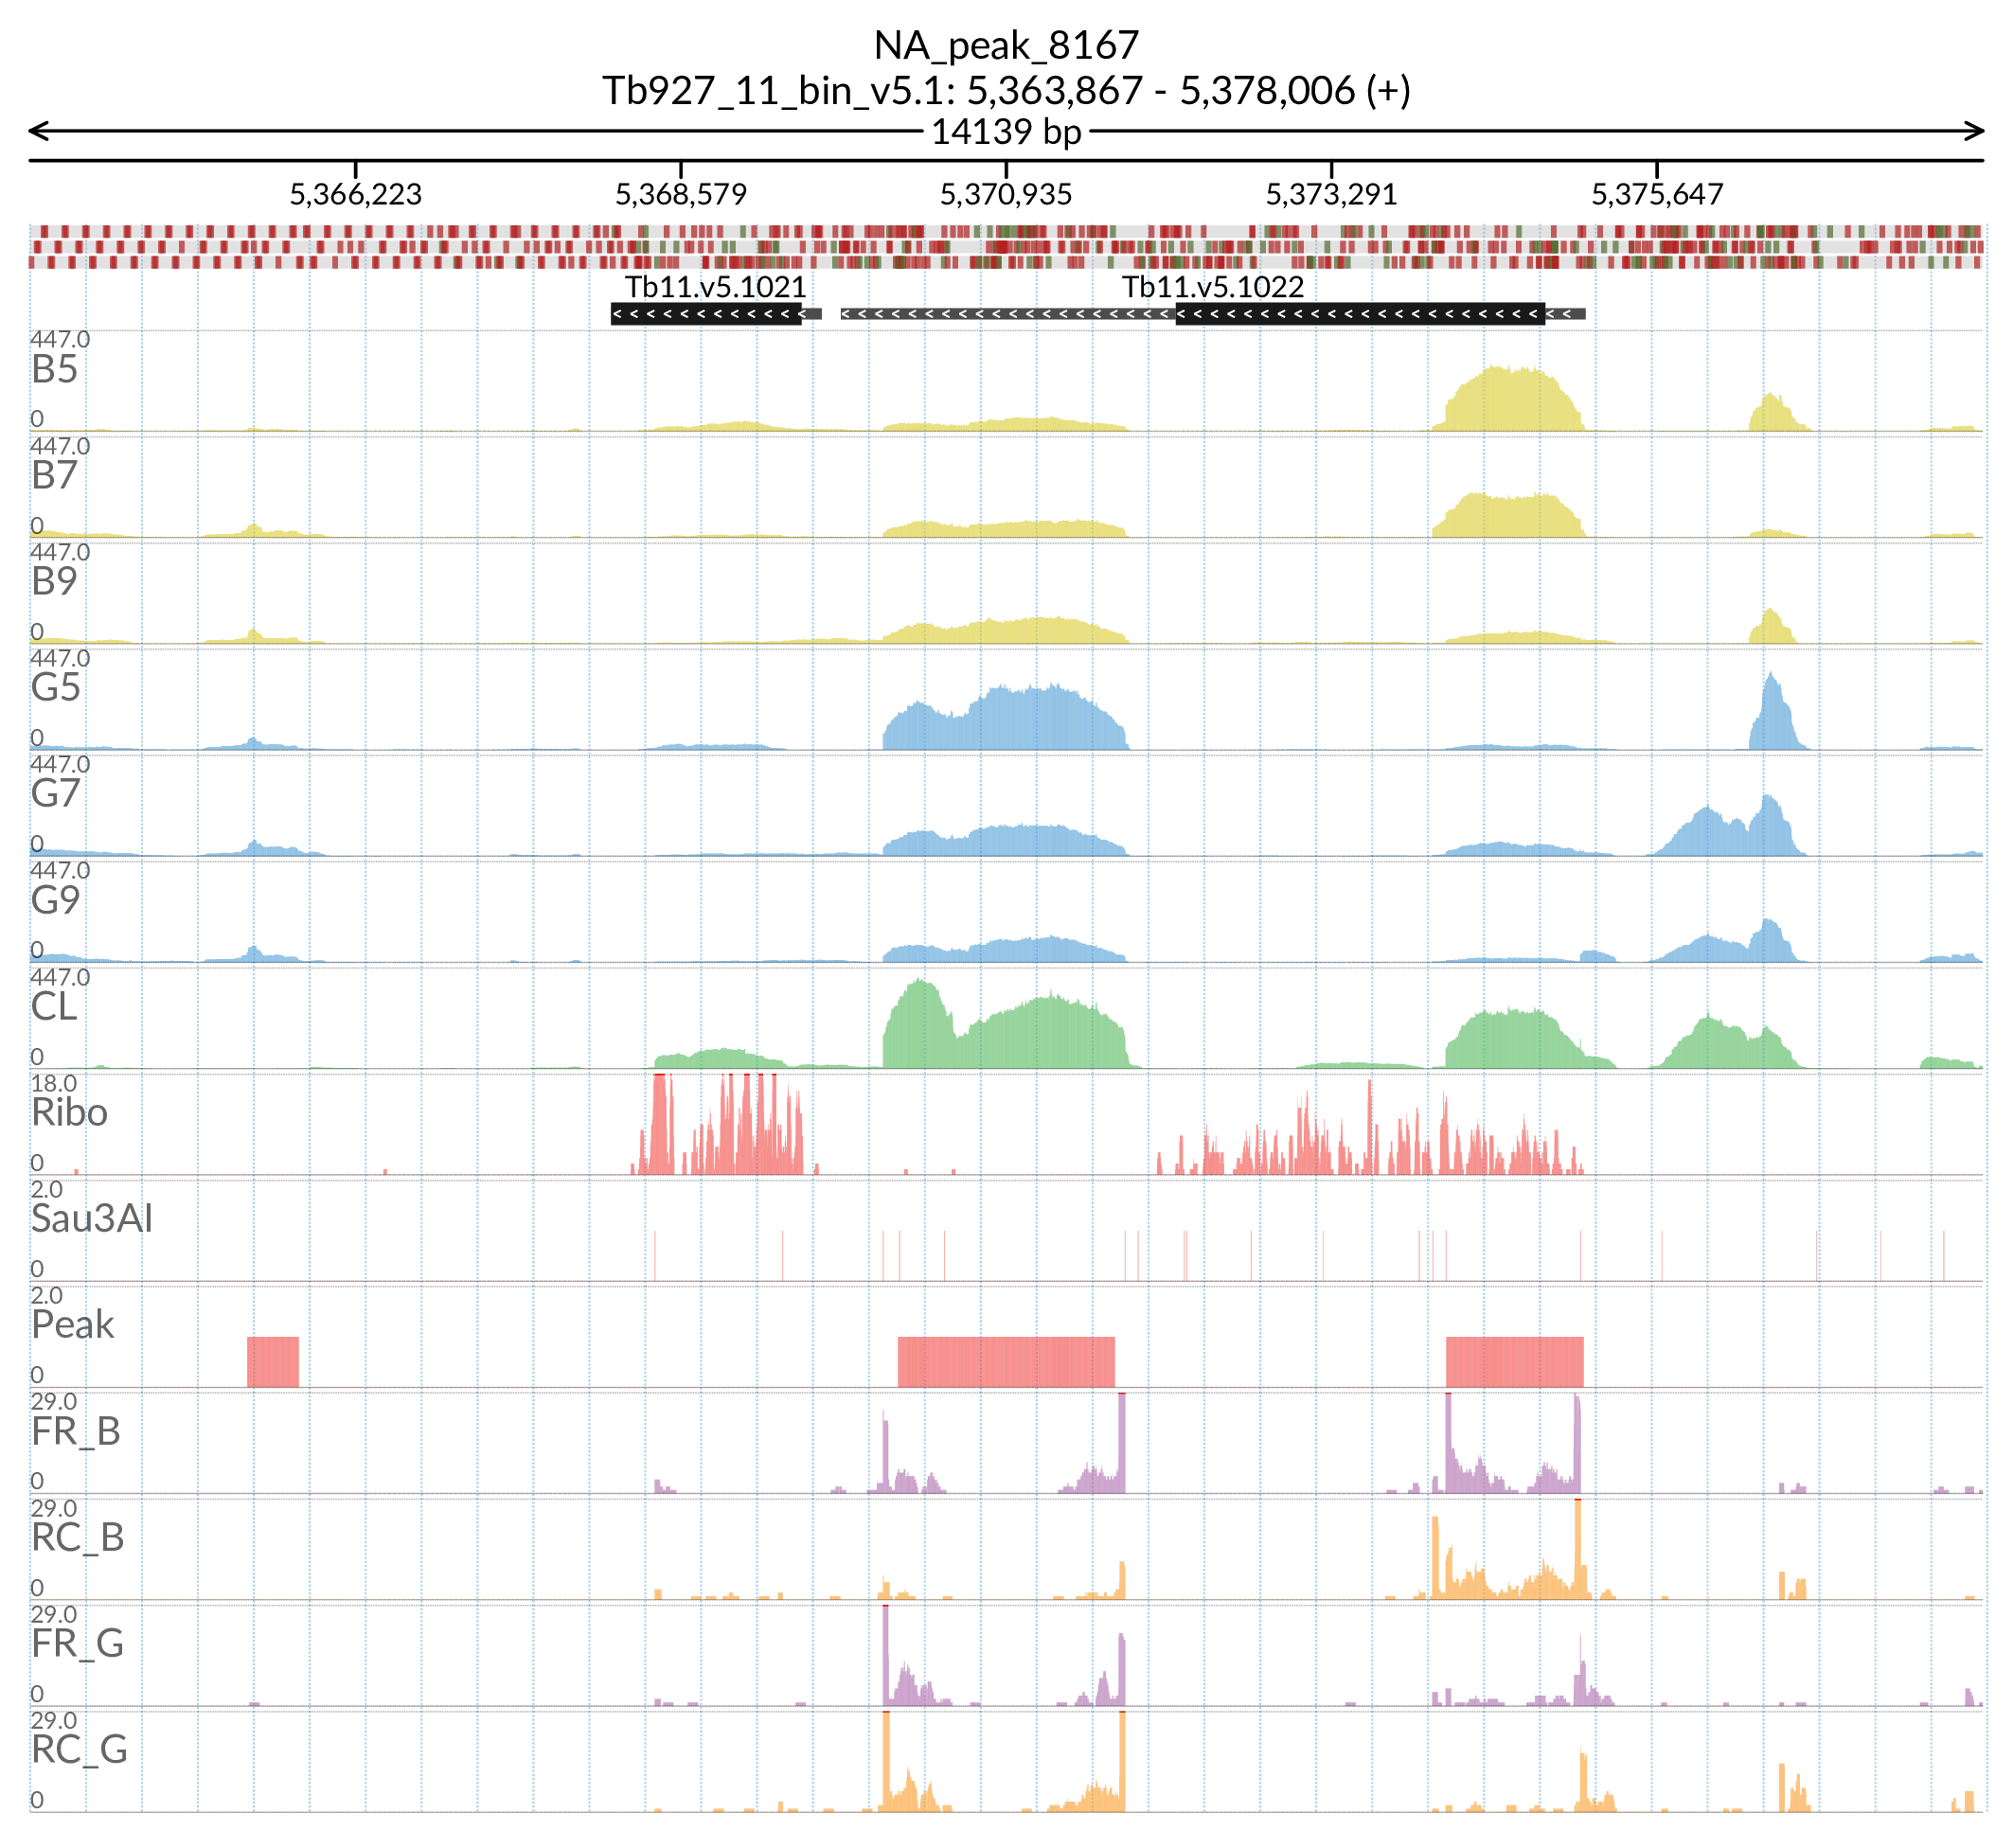 NA_peak_8167
Tb927_11_bin_v5.1: 5,363,867 - 5,378,006 (+)
14139 bp
5,366,223 5,368,579 5,370,935 5,373,291 5,375,647
Tb11.v5.1021 Tb11.v5.1022
447.0
B5
0
447.0
B7
0
447.0
B9
0
447.0
G5
0
447.0
G7
0
447.0
G9
0
447.0
CL
0
18.0
Ribo
0
2.0
Sau3AI
0
2.0
Peak
0
29.0
FR_B
0
29.0
RC_B
0
29.0
FR_G
0
29.0
RC_G
0